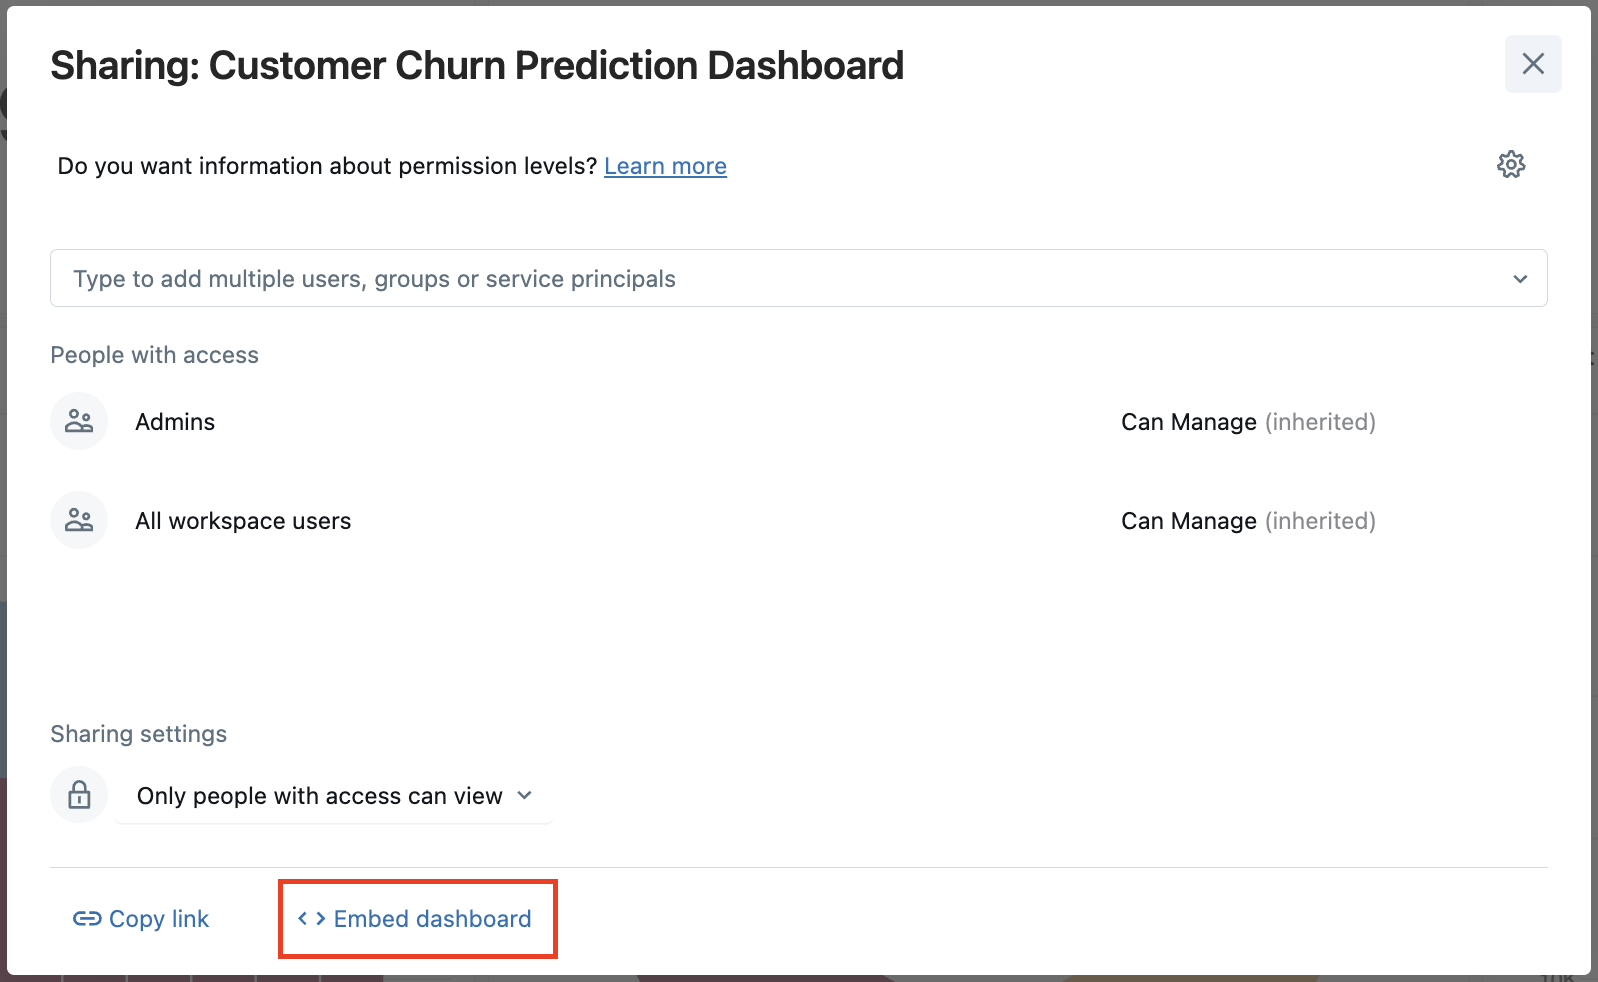 Sharing: Customer Churn Prediction Dashboard
Do you want information about permission levels? Learn more
Type to add multiple users, groups or service principals
People with access
Admins Can Manage (inherited)
All workspace users Can Manage (inherited)
Sharing settings
Only people with access can view
Copy link < > Embed dashboard